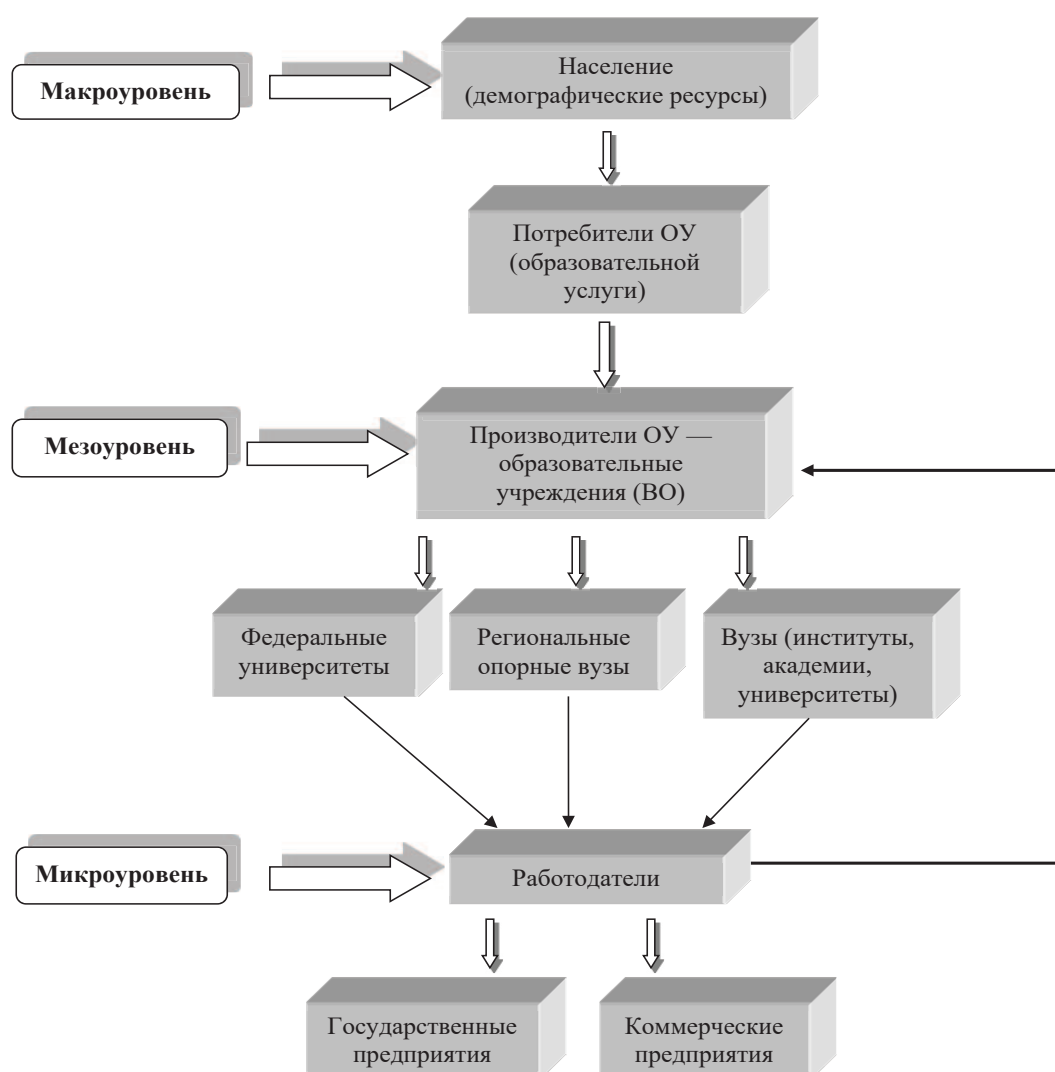 Макроуровень
Население
(демографические ресурсы)
Потребители ОУ
(образовательной
услуги)
Мезоуровень
Производители ОУ —
образовательные
учреждения (ВО)
Федеральные
университеты
Региональные
опорные вузы
Вузы (институты,
академии,
университеты)
Микроуровень
Работодатели
Государственные
предприятия
Коммерческие
предприятия